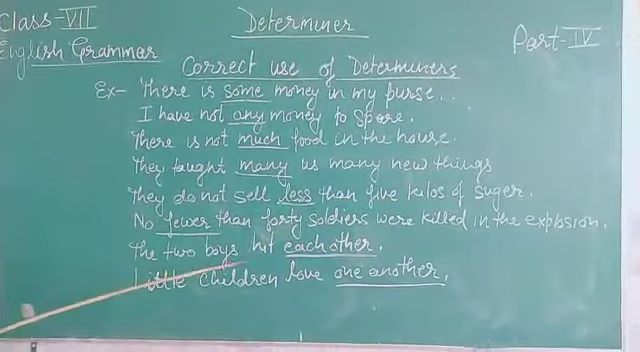 Class-VII
Determiner
English Grammar
Part-IV
Correct use of Determiners
Ex- There is some money in my purse..
I have not any money to spare.
There is not much food in the house.
They taught many us many new things
They do not sell less than five kilos of suger.
No fewer than forty soldiers were killed in the explosion.
The two boys hit each other.
Little children love one another.